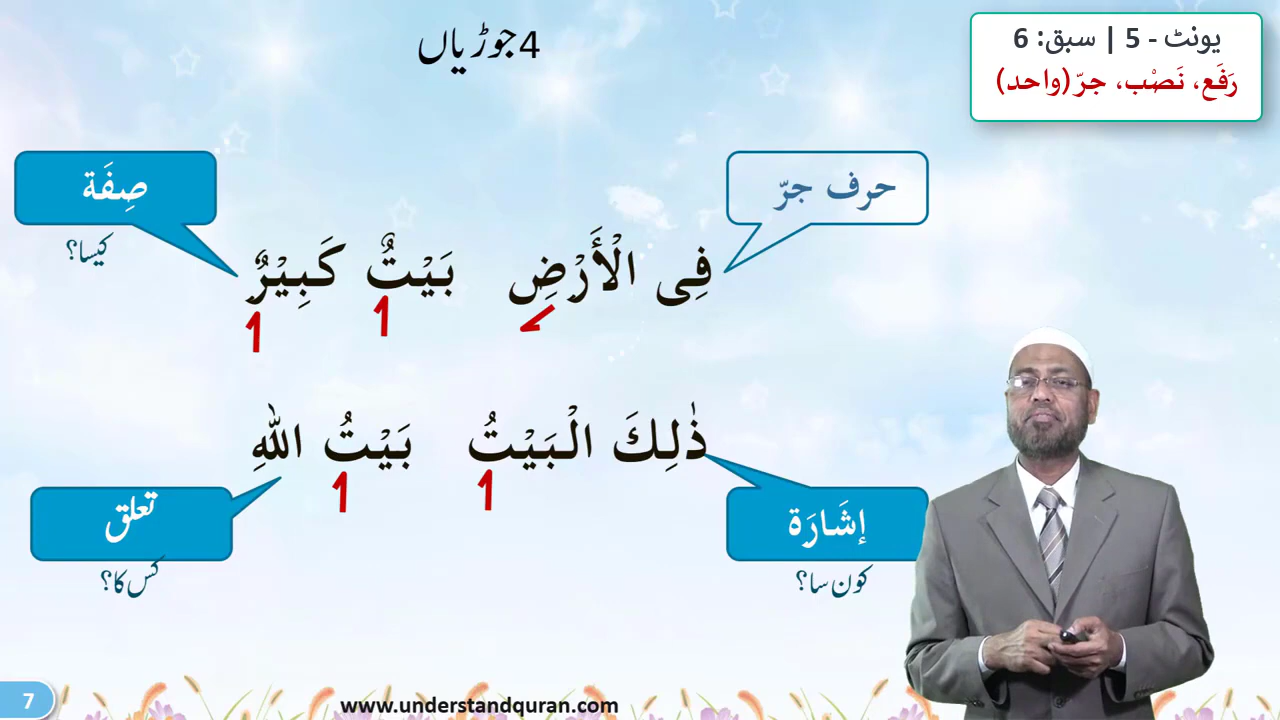 4 جوڑیاں
یونٹ - 5 | سبق: 6
رَفَع، نَصْب، جرّ (واحد)
حرف جرّ
صِفَة
کیسا؟
فِی الْأَرْضِ بَيْتٌ كَبِيْرٌ
1 1
ذٰلِكَ الْبَيْتُ بَيْتُ اللّٰهِ
1 1
إشَارَة
کون سا؟
تعلق
کس کا؟
7
www.understandquran.com